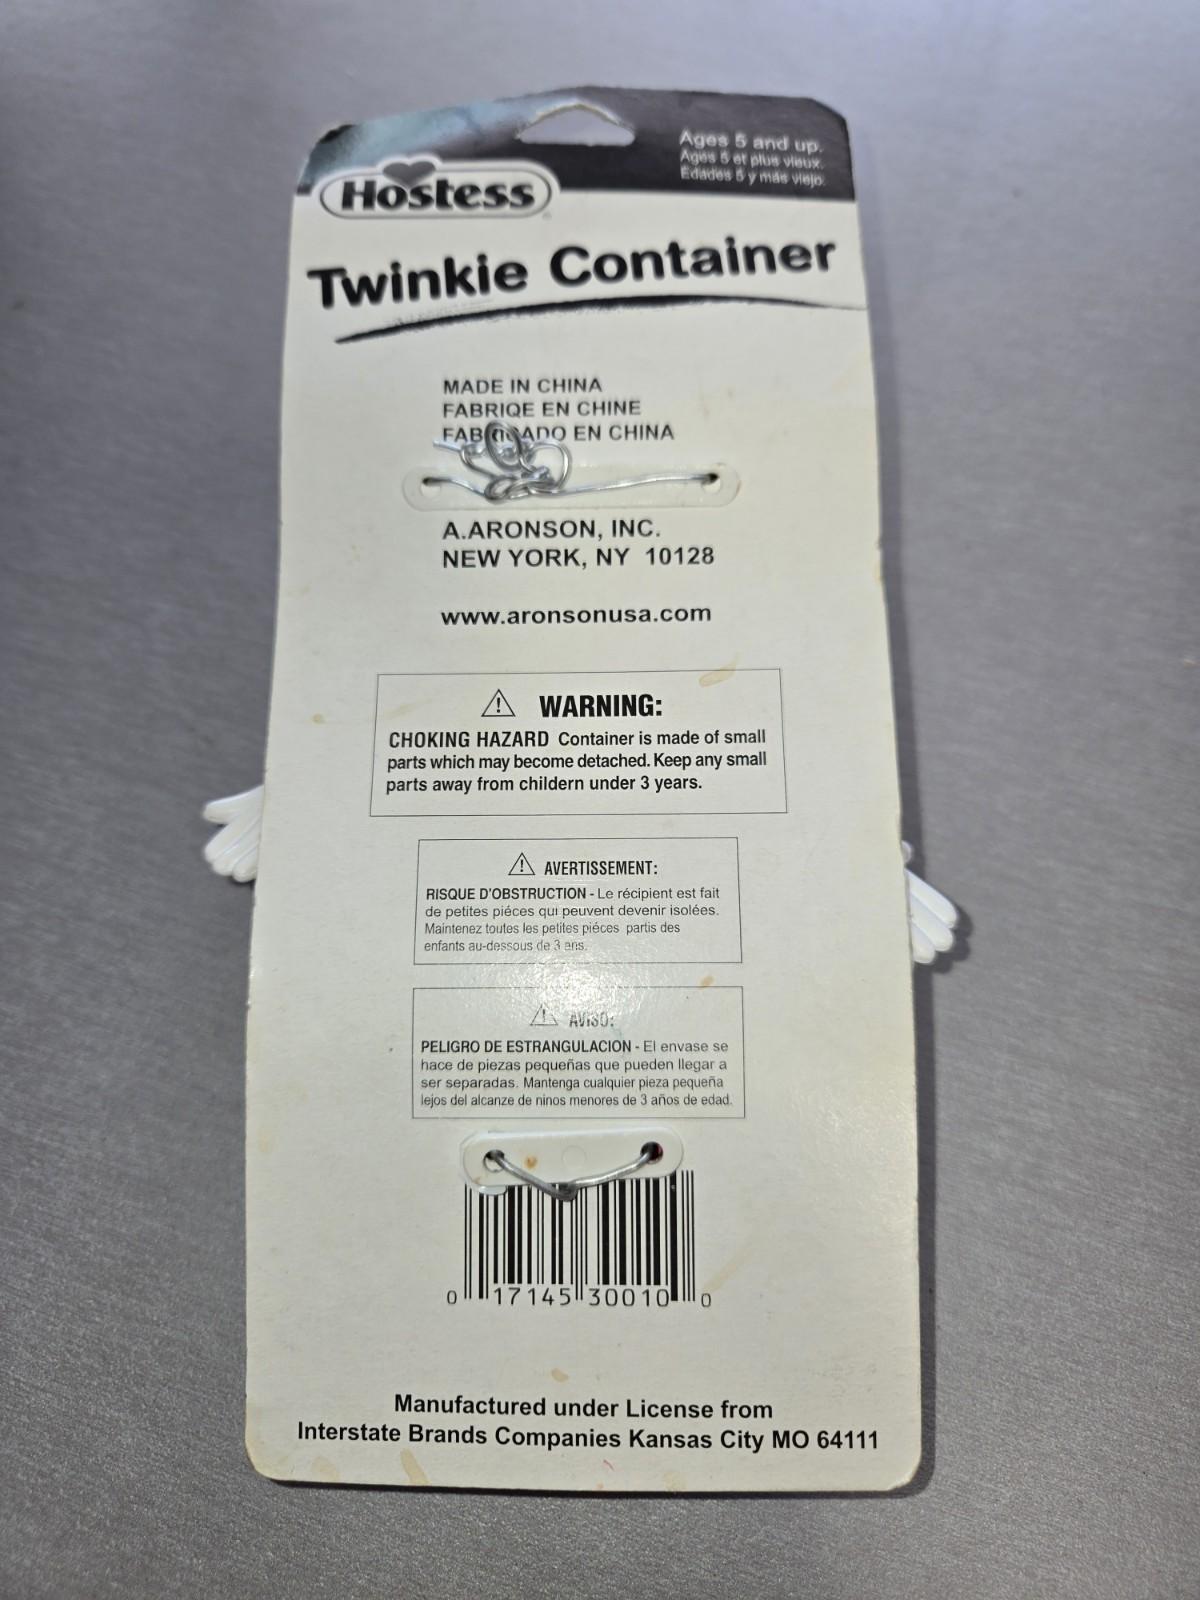 Ages 5 and up.
Ages 5 et plus vieux.
Edades 5 y más viejo.
Hostess
Twinkie Container
MADE IN CHINA
FABRIQE EN CHINE
FABRICADO EN CHINA
A.ARONSON, INC.
NEW YORK, NY 10128
www.aronsonusa.com
WARNING:
CHOKING HAZARD Container is made of small
parts which may become detached. Keep any small
parts away from childern under 3 years.
AVERTISSEMENT:
RISQUE D'OBSTRUCTION - Le récipient est fait
de petites piéces qui peuvent devenir isolées.
Maintenez toutes les petites piéces partis des
enfants au-dessous de 3 ans.
AVISO:
PELIGRO DE ESTRANGULACION - El envase se
hace de piezas pequeñas que pueden llegar a
ser separadas. Mantenga cualquier pieza pequeña
lejos del alcanze de ninos menores de 3 años de edad.
0 17145 30010 0
Manufactured under License from
Interstate Brands Companies Kansas City MO 64111